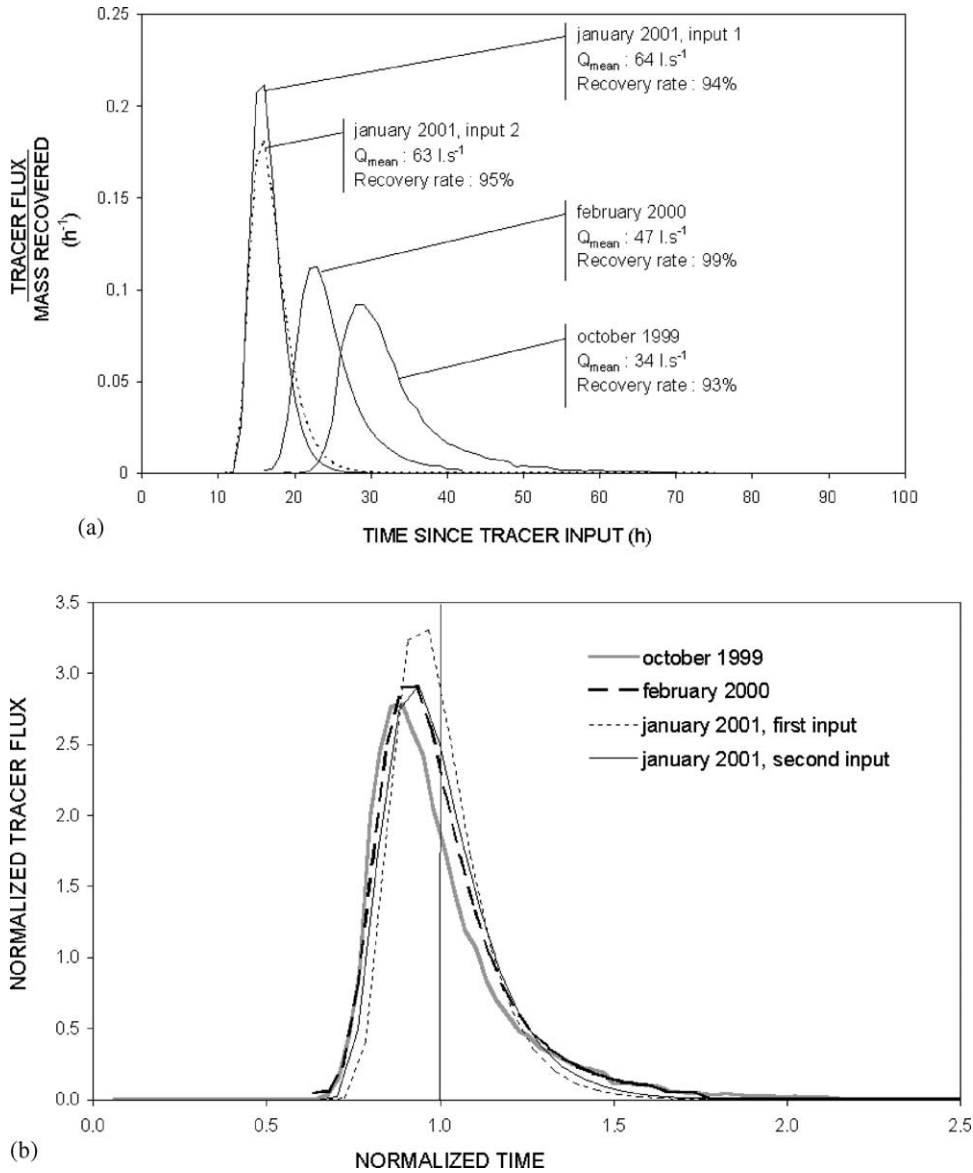 0.25
0.2
0.15
0.1
0.05
0
TRACER FLUX
MASS RECOVERED
(h-1)
january 2001, input 1
Qmean : 64 l.s-1
Recovery rate : 94%
january 2001, input 2
Qmean : 63 l.s-1
Recovery rate : 95%
february 2000
Qmean : 47 l.s-1
Recovery rate : 99%
october 1999
Qmean : 34 l.s-1
Recovery rate : 93%
0 10 20 30 40 50 60 70 80 90 100
(a)
TIME SINCE TRACER INPUT (h)
3.5
3.0
2.5
2.0
1.5
1.0
0.5
0.0
NORMALIZED TRACER FLUX
october 1999
february 2000
january 2001, first input
january 2001, second input
0.0 0.5 1.0 1.5 2.0 2.5
(b)
NORMALIZED TIME